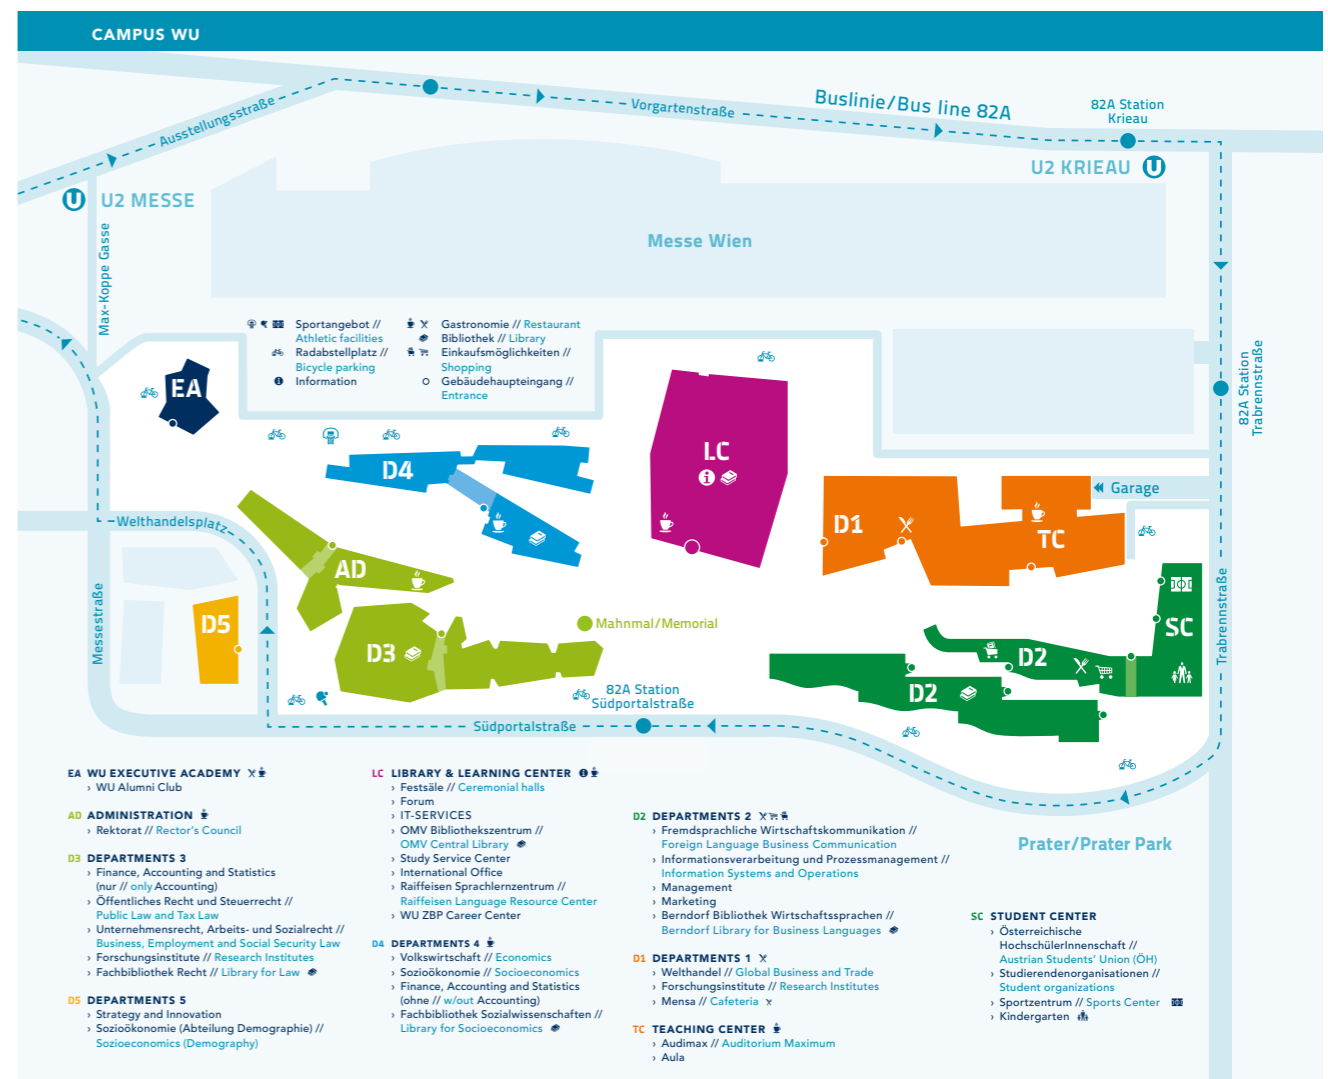 CAMPUS WU
Ausstellungsstraße
Vorgartenstraße
Buslinie/Bus line 82A
82A Station
Krieau
U2 KRIEAU
U
U
U2 MESSE
Max-Koppe Gasse
Messe Wien
Sportangebot //
Athletic facilities
Radabstellplatz //
Bicycle parking
Information
Gastronomie // Restaurant
Bibliothek // Library
Einkaufsmöglichkeiten //
Shopping
Gebäudehaupteingang //
Entrance
82A Station
Trabrennstraße
EA
D4
LC
i
D1
TC
Garage
Welthandelsplatz
AD
D5
D3
Mahnmal/Memorial
SC
D2
D2
Messestraße
Trabrennstraße
82A Station
Südportalstraße
Südportalstraße
Prater/Prater Park
EA WU EXECUTIVE ACADEMY
› WU Alumni Club
AD ADMINISTRATION
› Rektorat // Rector's Council
D3 DEPARTMENTS 3
› Finance, Accounting and Statistics
(nur // only Accounting)
› Öffentliches Recht und Steuerrecht //
Public Law and Tax Law
› Unternehmensrecht, Arbeits- und Sozialrecht //
Business, Employment and Social Security Law
› Forschungsinstitute // Research Institutes
› Fachbibliothek Recht // Library for Law
D5 DEPARTMENTS 5
› Strategy and Innovation
› Sozioökonomie (Abteilung Demographie) //
Sozioeconomics (Demography)
LC LIBRARY & LEARNING CENTER
› Festsäle // Ceremonial halls
› Forum
› IT-SERVICES
› OMV Bibliothekszentrum //
OMV Central Library
› Study Service Center
› International Office
› Raiffeisen Sprachlernzentrum //
Raiffeisen Language Resource Center
› WU ZBP Career Center
D4 DEPARTMENTS 4
› Volkswirtschaft // Economics
› Sozioökonomie // Socioeconomics
› Finance, Accounting and Statistics
(ohne // w/out Accounting)
› Fachbibliothek Sozialwissenschaften //
Library for Socioeconomics
D2 DEPARTMENTS 2
› Fremdsprachliche Wirtschaftskommunikation //
Foreign Language Business Communication
› Informationsverarbeitung und Prozessmanagement //
Information Systems and Operations
› Management
› Marketing
› Berndorf Bibliothek Wirtschaftssprachen //
Berndorf Library for Business Languages
D1 DEPARTMENTS 1
› Welthandel // Global Business and Trade
› Forschungsinstitute // Research Institutes
› Mensa // Cafeteria
TC TEACHING CENTER
› Audimax // Auditorium Maximum
› Aula
SC STUDENT CENTER
› Österreichische
HochschülerInnenschaft //
Austrian Students' Union (ÖH)
› Studierendenorganisationen //
Student organizations
› Sportzentrum // Sports Center
› Kindergarten